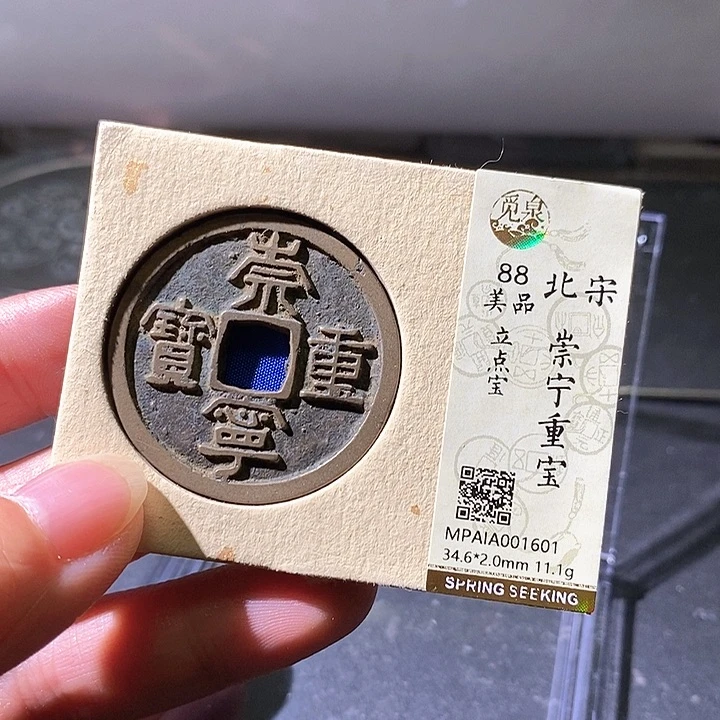 崇
寧
重
寶
觅泉
88
美品
立点宝
北宋
崇宁重宝
MPAIA001601
34.6*2.0mm 11.1g
SPRING SEEKING